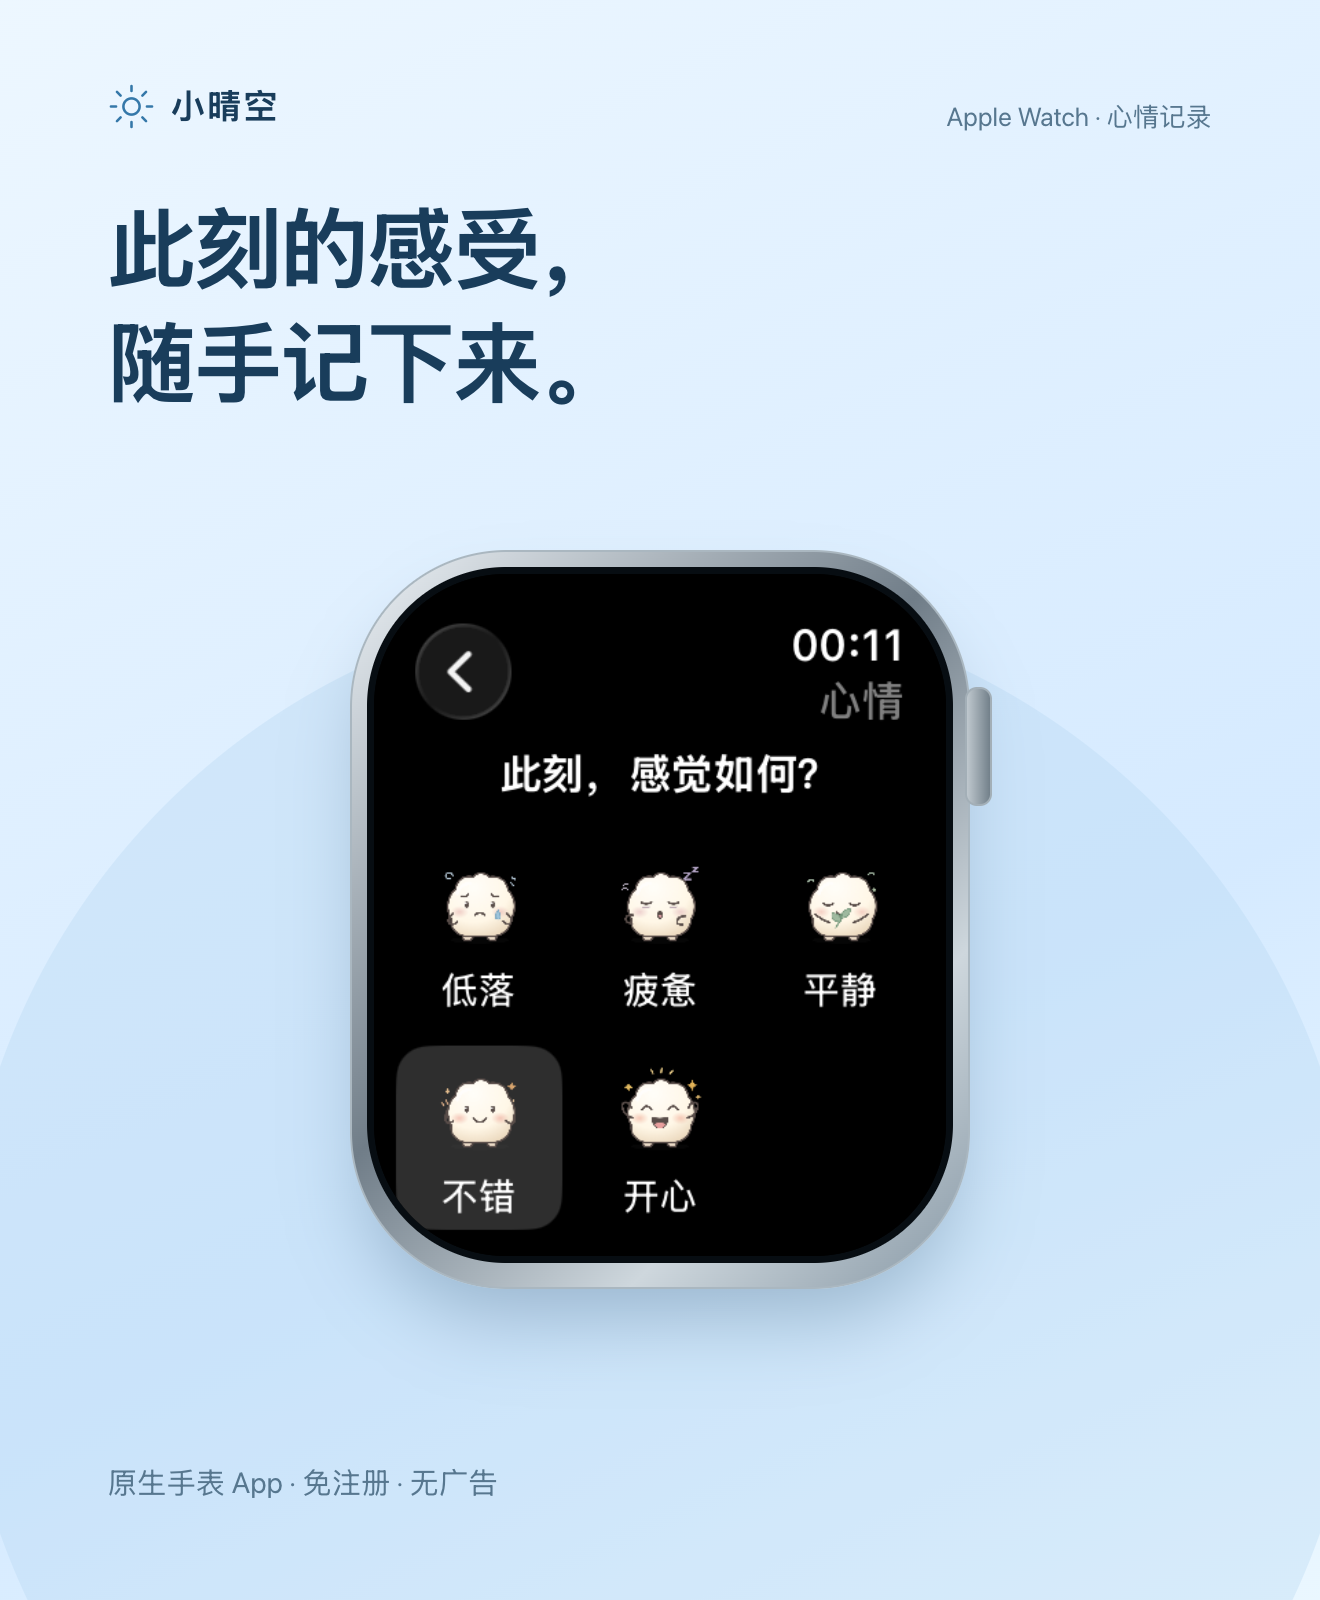 小晴空
Apple Watch · 心情记录
此刻的感受，
随手记下来。
00:11
心情
此刻，感觉如何?
z z
低落
疲惫
平静
不错
开心
原生手表 App · 免注册 · 无广告